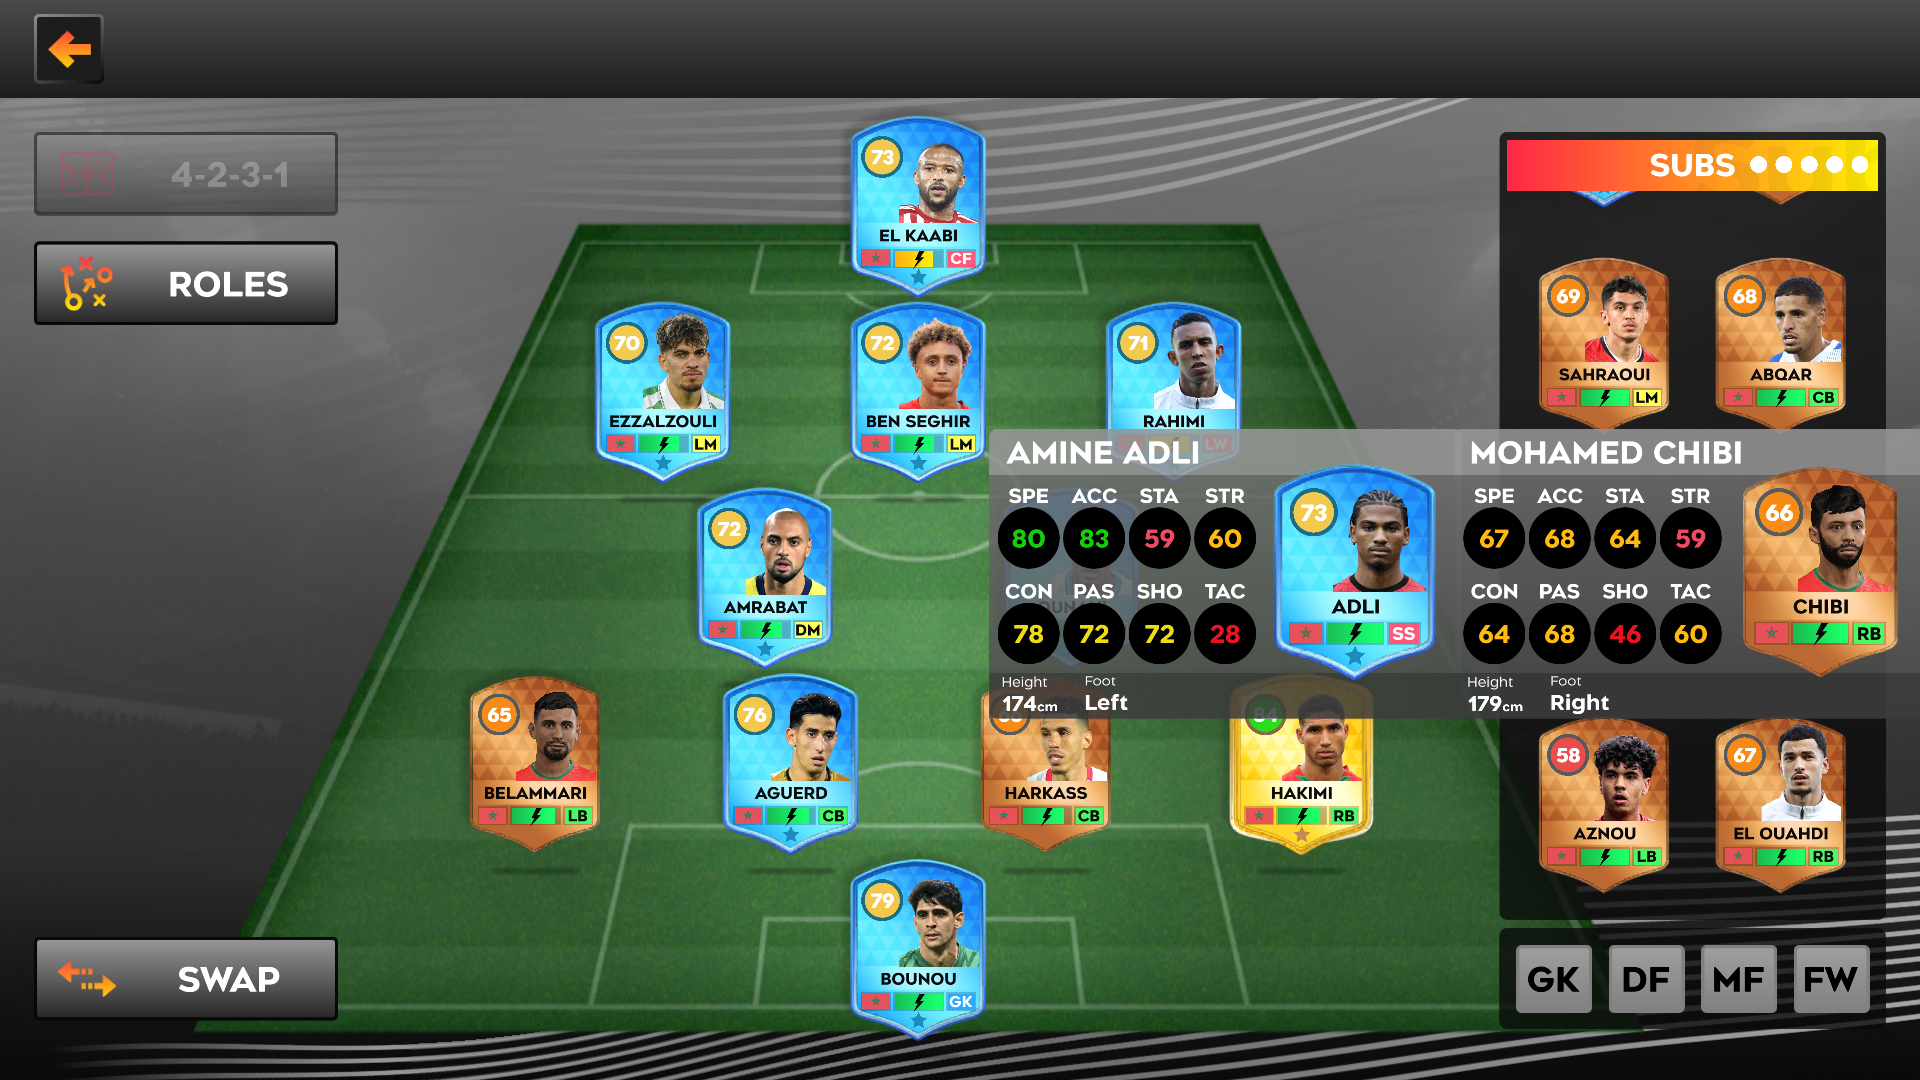 4-2-3-1
ROLES
SWAP
73
EL KAABI
CF
70
EZZALZOULI
LM
72
BEN SEGHIR
LM
71
RAHIMI
LW
72
AMRABAT
DM
65
BELAMMARI
LB
76
AGUERD
CB
HARKASS
CB
84
HAKIMI
RB
79
BOUNOU
GK
AMINE ADLI
SPE ACC STA STR
80 83 59 60
CON PAS SHO TAC
78 72 72 28
Height Foot
174cm Left
73
ADLI
SS
MOHAMED CHIBI
SPE ACC STA STR
67 68 64 59
CON PAS SHO TAC
64 68 46 60
Height Foot
179cm Right
66
CHIBI
RB
SUBS
69
SAHRAOUI
LM
68
ABQAR
CB
58
AZNOU
LB
67
EL OUAHDI
RB
GK DF MF FW